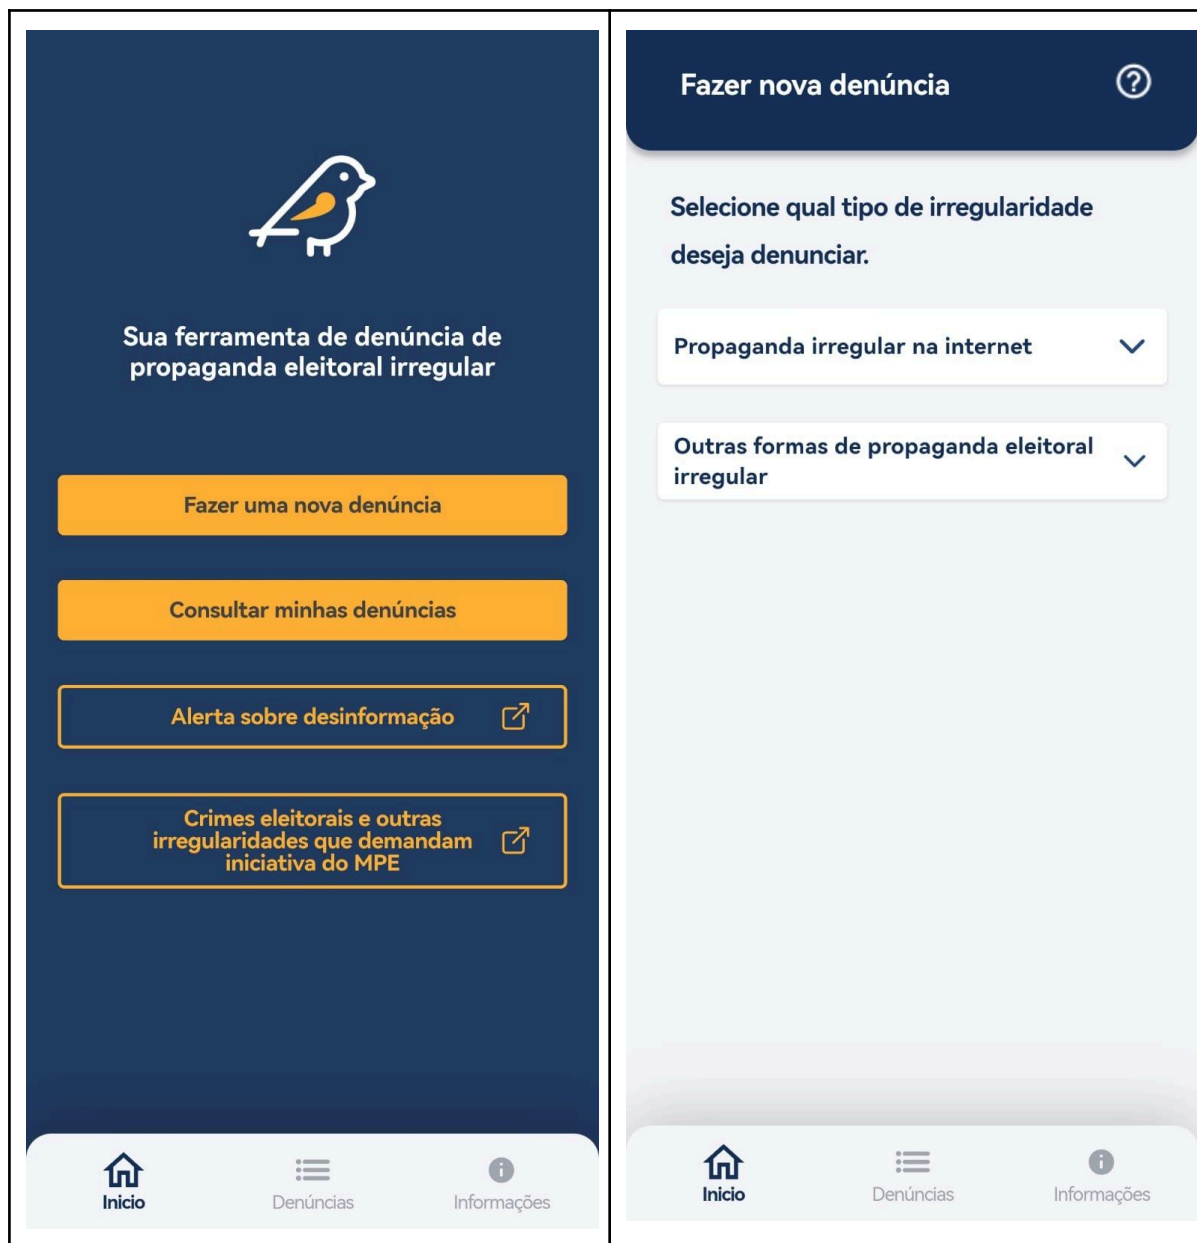 Sua ferramenta de denúncia de
propaganda eleitoral irregular
Fazer uma nova denúncia
Consultar minhas denúncias
Alerta sobre desinformação
Crimes eleitorais e outras
irregularidades que demandam
iniciativa do MPE
Inicio
Denúncias
Informações
Fazer nova denúncia
Selecione qual tipo de irregularidade
deseja denunciar.
Propaganda irregular na internet
Outras formas de propaganda eleitoral
irregular
Inicio
Denúncias
Informações